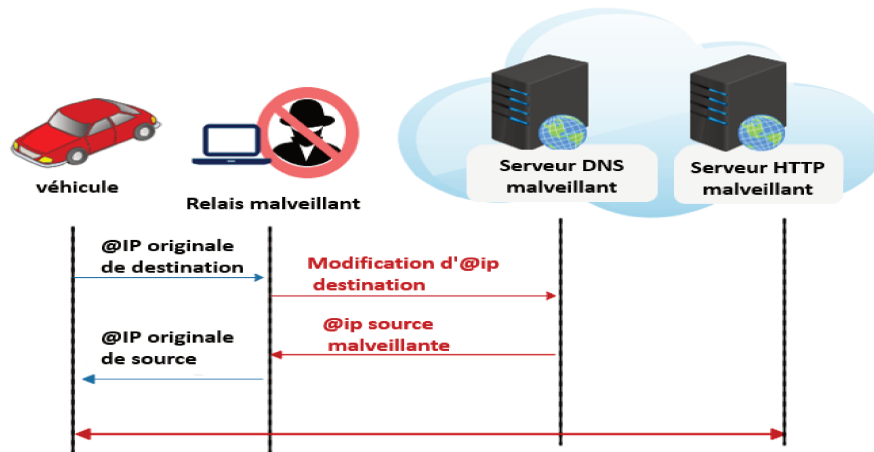 véhicule
Relais malveillant
Serveur DNS
malveillant
Serveur HTTP
malveillant
@IP originale
de destination
Modification d'@ip
destination
@ip source
malveillante
@IP originale
de source